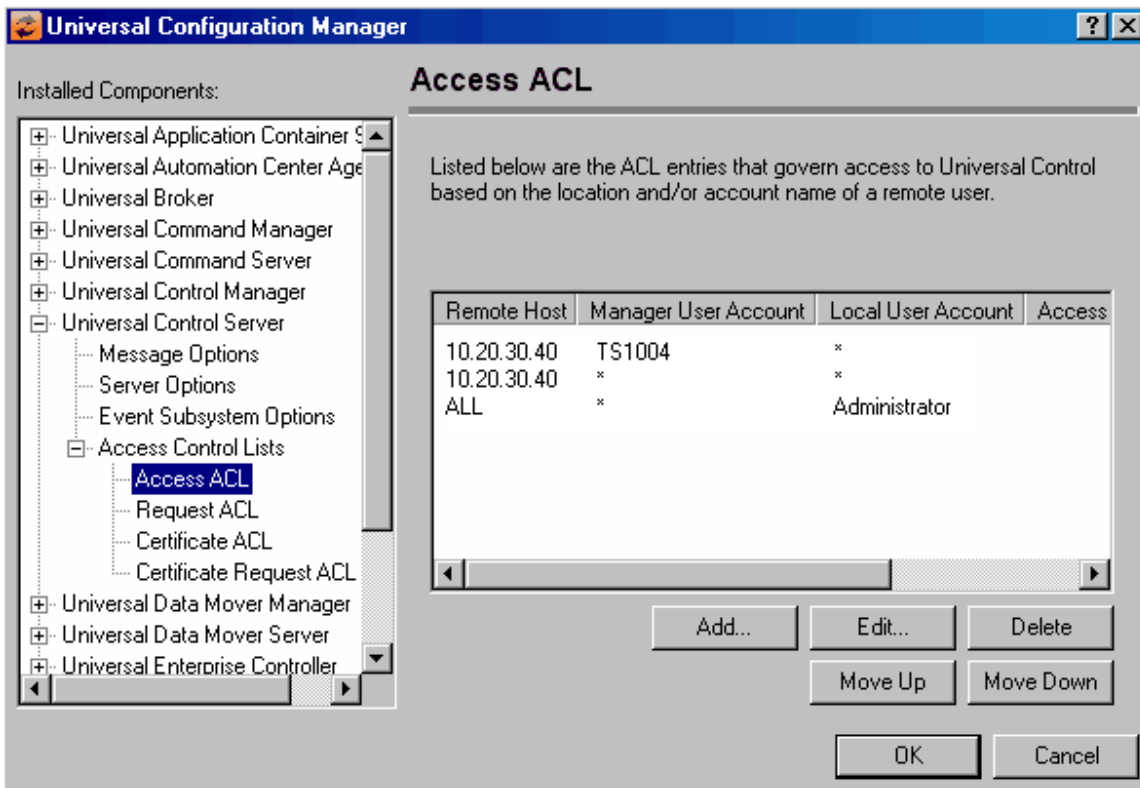 Universal Configuration Manager
Installed Components:
Universal Application Container S
Universal Automation Center Age
Universal Broker
Universal Command Manager
Universal Command Server
Universal Control Manager
Universal Control Server
Message Options
Server Options
Event Subsystem Options
Access Control Lists
Access ACL
Request ACL
Certificate ACL
Certificate Request ACL
Universal Data Mover Manager
Universal Data Mover Server
Universal Enterprise Controller
Access ACL
Listed below are the ACL entries that govern access to Universal Control
based on the location and/or account name of a remote user.
Remote Host Manager User Account Local User Account Access
10.20.30.40 TS1004 *
10.20.30.40 * *
ALL * Administrator
Add... Edit... Delete
Move Up Move Down
OK Cancel